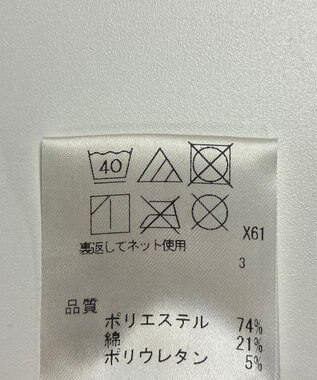 40
X61
裏返してネット使用
3
品質
ポリエステル 74%
綿 21%
ポリウレタン 5%